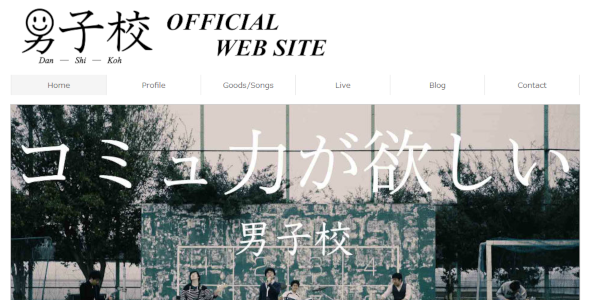 男子校
Dan — Shi — Koh
OFFICIAL
WEB SITE
Home
Profile
Goods/Songs
Live
Blog
Contact
コミュ力が欲しい
男子校